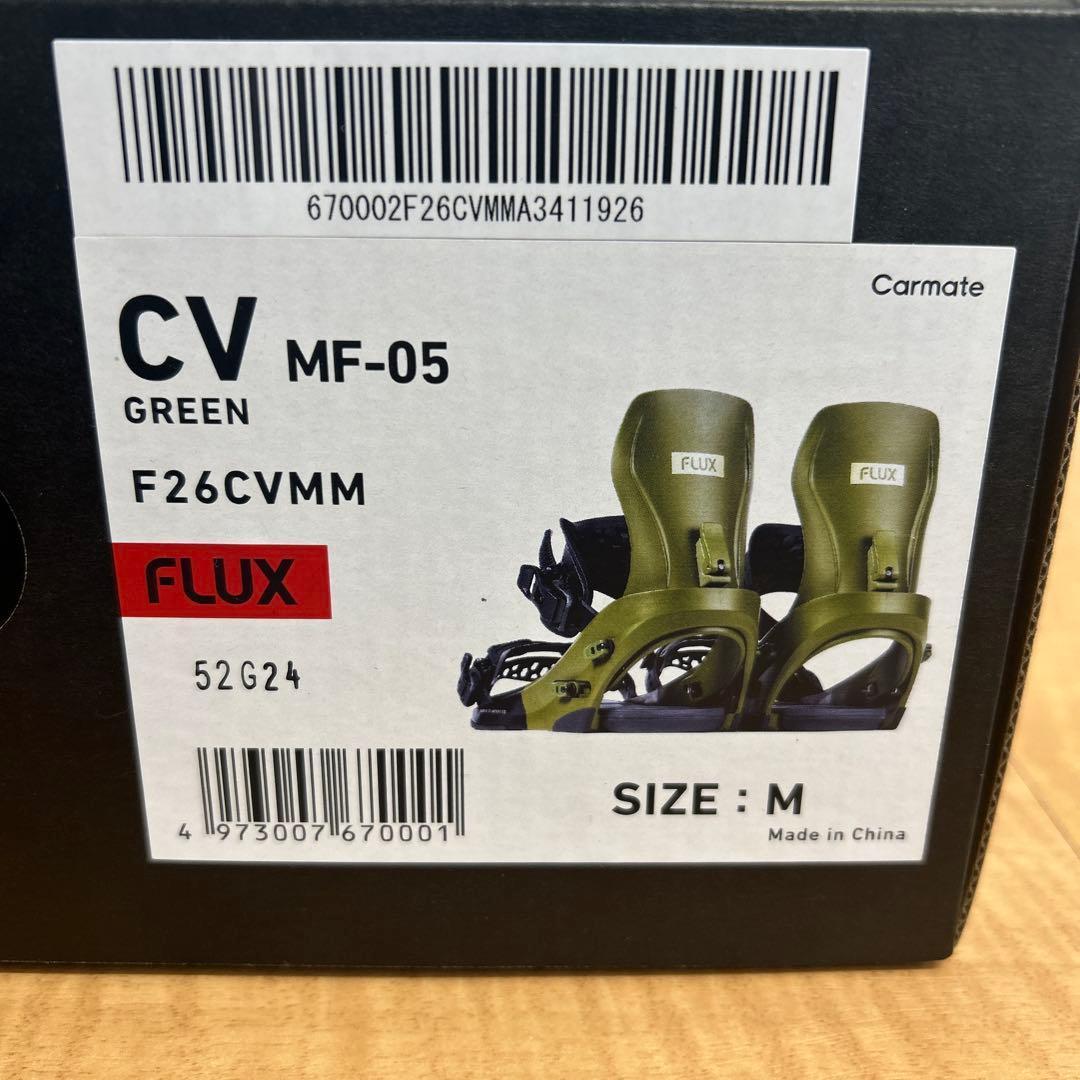 670002F26CVMMA3411926
Carmate
CV MF-05
GREEN
F26CVMM
FLUX
FLUX
FLUX
52G24
4 973007 670001
SIZE : M
Made in China